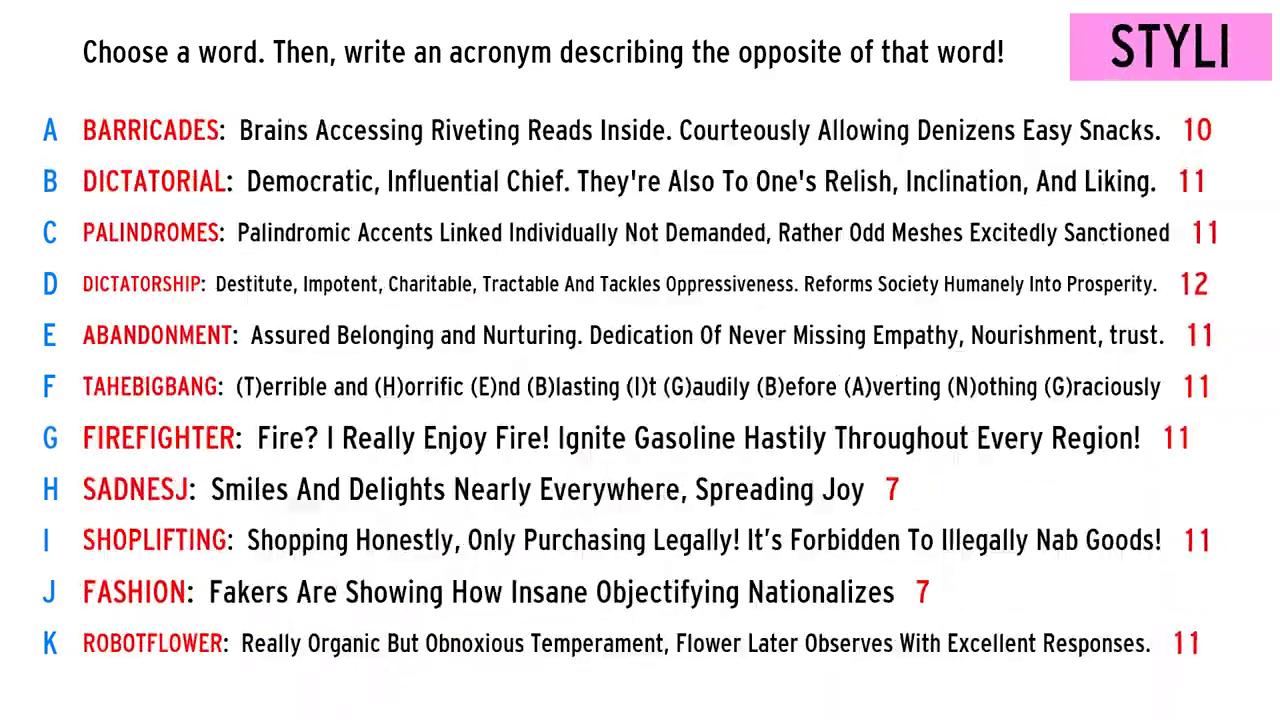 Choose a word. Then, write an acronym describing the opposite of that word!
STYLI
A BARRICADES: Brains Accessing Riveting Reads Inside. Courteously Allowing Denizens Easy Snacks. 10
B DICTATORIAL: Democratic, Influential Chief. They're Also To One's Relish, Inclination, And Liking. 11
C PALINDROMES: Palindromic Accents Linked Individually Not Demanded, Rather Odd Meshes Excitedly Sanctioned 11
D DICTATORSHIP: Destitute, Impotent, Charitable, Tractable And Tackles Oppressiveness. Reforms Society Humanely Into Prosperity. 12
E ABANDONMENT: Assured Belonging and Nurturing. Dedication Of Never Missing Empathy, Nourishment, trust. 11
F TAHEBIGBANG: (T)errible and (H)orrific (E)nd (B)lasting (I)t (G)audily (B)efore (A)verting (N)othing (G)raciously 11
G FIREFIGHTER: Fire? I Really Enjoy Fire! Ignite Gasoline Hastily Throughout Every Region! 11
H SADNESJ: Smiles And Delights Nearly Everywhere, Spreading Joy 7
I SHOPLIFTING: Shopping Honestly, Only Purchasing Legally! It’s Forbidden To Illegally Nab Goods! 11
J FASHION: Fakers Are Showing How Insane Objectifying Nationalizes 7
K ROBOTFLOWER: Really Organic But Obnoxious Temperament, Flower Later Observes With Excellent Responses. 11